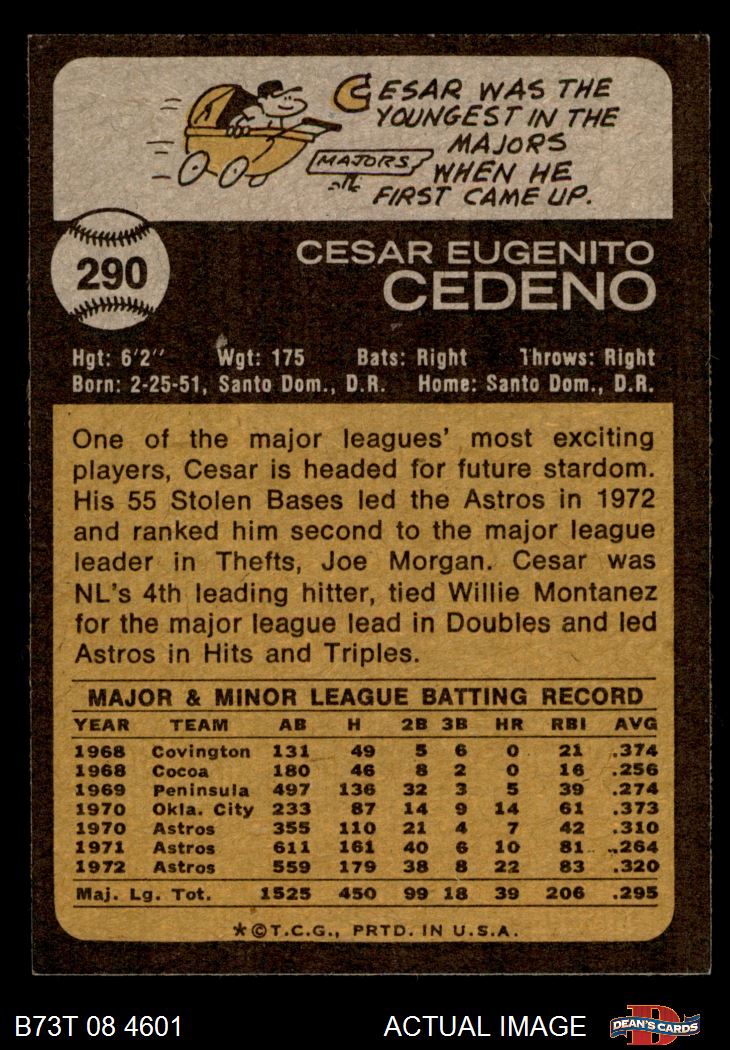 CESAR WAS THE
YOUNGEST IN THE
MAJORS
WHEN HE
FIRST CAME UP.
MAJORS
290
CESAR EUGENITO
CEDENO
Hgt: 6'2" Wgt: 175 Bats: Right Throws: Right
Born: 2-25-51, Santo Dom., D.R. Home: Santo Dom., D.R.
One of the major leagues' most exciting
players, Cesar is headed for future stardom.
His 55 Stolen Bases led the Astros in 1972
and ranked him second to the major league
leader in Thefts, Joe Morgan. Cesar was
NL's 4th leading hitter, tied Willie Montanez
for the major league lead in Doubles and led
Astros in Hits and Triples.
MAJOR & MINOR LEAGUE BATTING RECORD
YEAR TEAM AB H 2B 3B HR RBI AVG
1968 Covington 131 49 5 6 0 21 .374
1968 Cocoa 180 46 8 2 0 16 .256
1969 Peninsula 497 136 32 3 5 39 .274
1970 Okla. City 233 87 14 9 14 61 .373
1970 Astros 355 110 21 4 7 42 .310
1971 Astros 611 161 40 6 10 81 .264
1972 Astros 559 179 38 8 22 83 .320
Maj. Lg. Tot. 1525 450 99 18 39 206 .295
*©T.C.G., PRTD. IN U.S.A.
B73T 08 4601 ACTUAL IMAGE DEAN'S CARDS